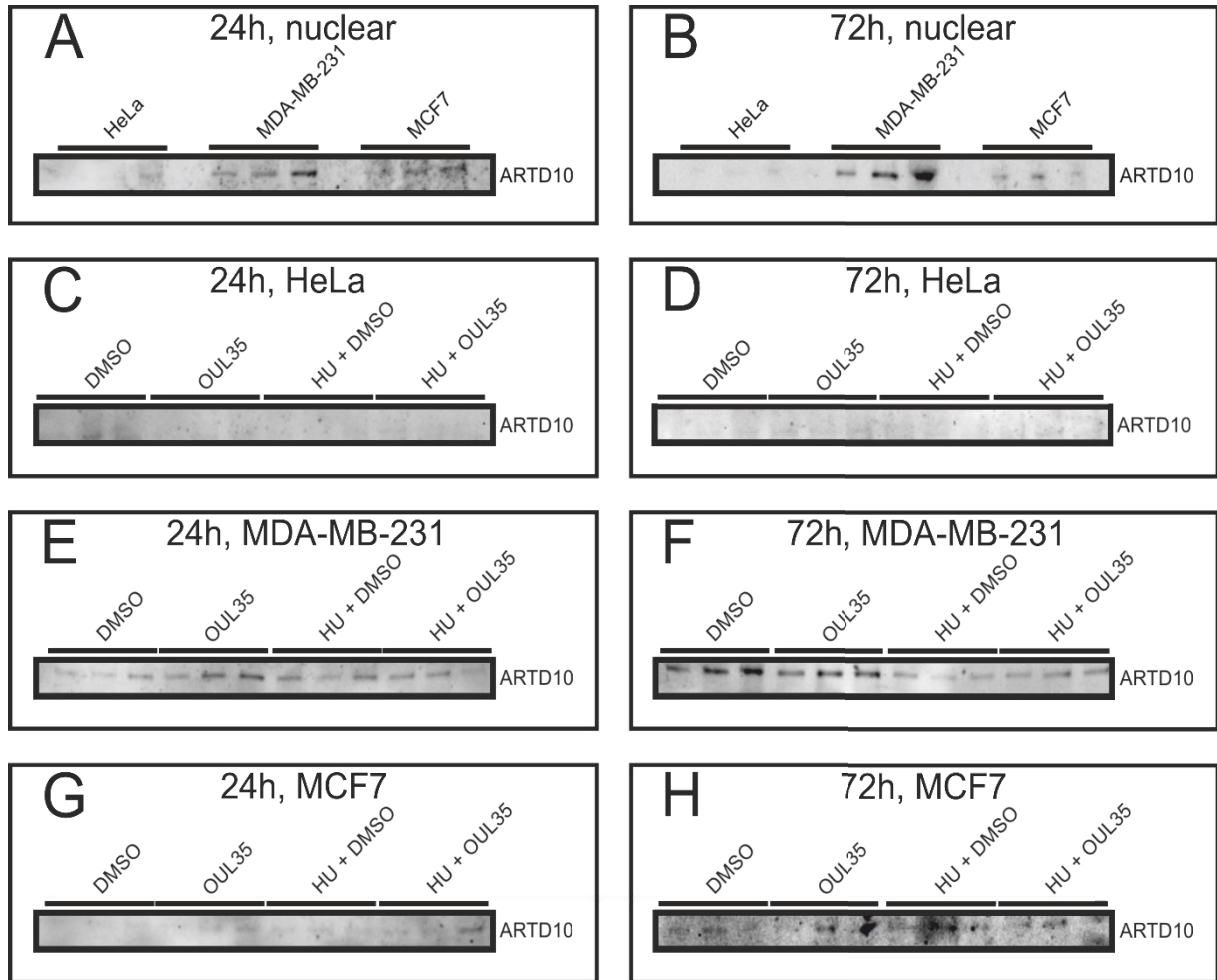 A 24h, nuclear
HeLa MDA-MB-231 MCF7
ARTD10
B 72h, nuclear
HeLa MDA-MB-231 MCF7
ARTD10
C 24h, HeLa
DMSO OUL35 HU + DMSO HU + OUL35
ARTD10
D 72h, HeLa
DMSO OUL35 HU + DMSO HU + OUL35
ARTD10
E 24h, MDA-MB-231
DMSO OUL35 HU + DMSO HU + OUL35
ARTD10
F 72h, MDA-MB-231
DMSO OUL35 HU + DMSO HU + OUL35
ARTD10
G 24h, MCF7
DMSO OUL35 HU + DMSO HU + OUL35
ARTD10
H 72h, MCF7
DMSO OUL35 HU + DMSO HU + OUL35
ARTD10